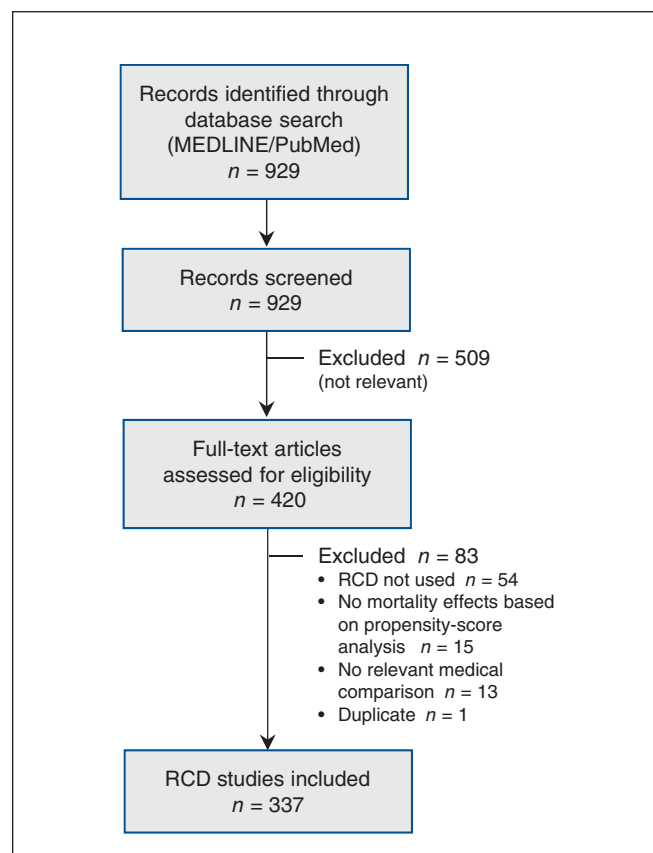 Records identified through
database search
(MEDLINE/PubMed)
n = 929
Records screened
n = 929
Excluded n = 509
(not relevant)
Full-text articles
assessed for eligibility
n = 420
Excluded n = 83
• RCD not used n = 54
• No mortality effects based
on propensity-score
analysis n = 15
• No relevant medical
comparison n = 13
• Duplicate n = 1
RCD studies included
n = 337